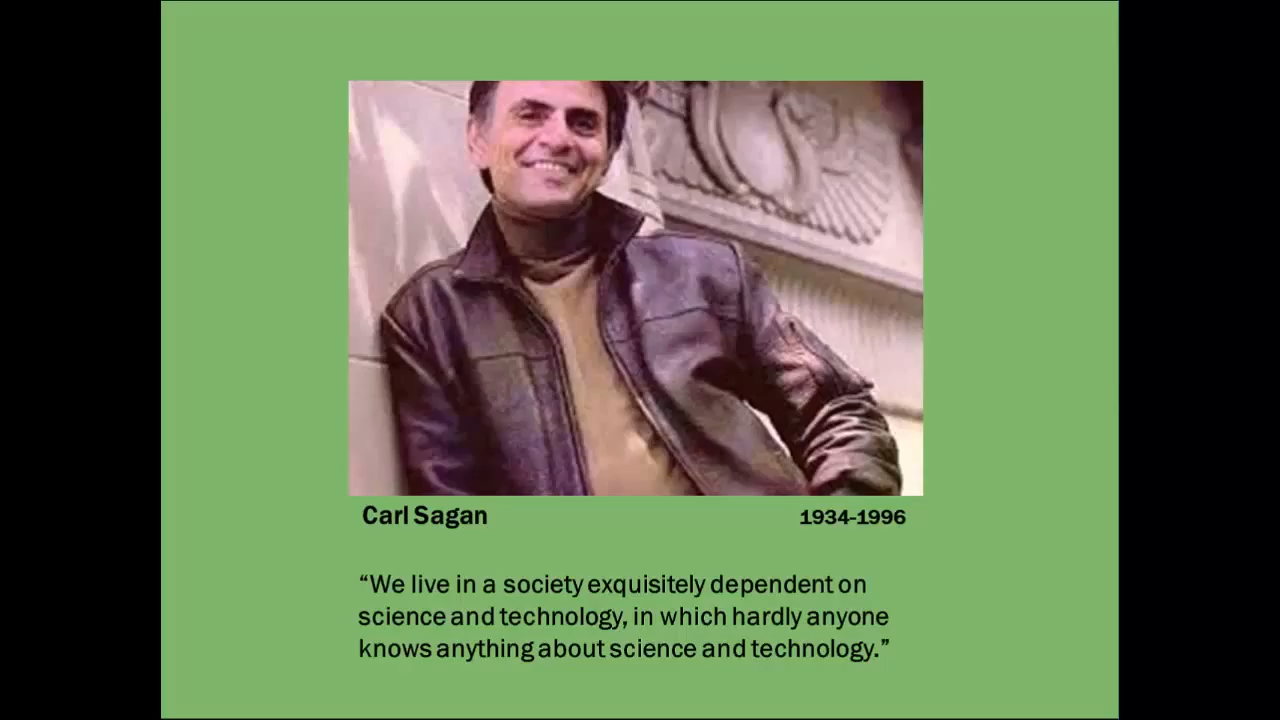 Carl Sagan 1934-1996
“We live in a society exquisitely dependent on
science and technology, in which hardly anyone
knows anything about science and technology.”